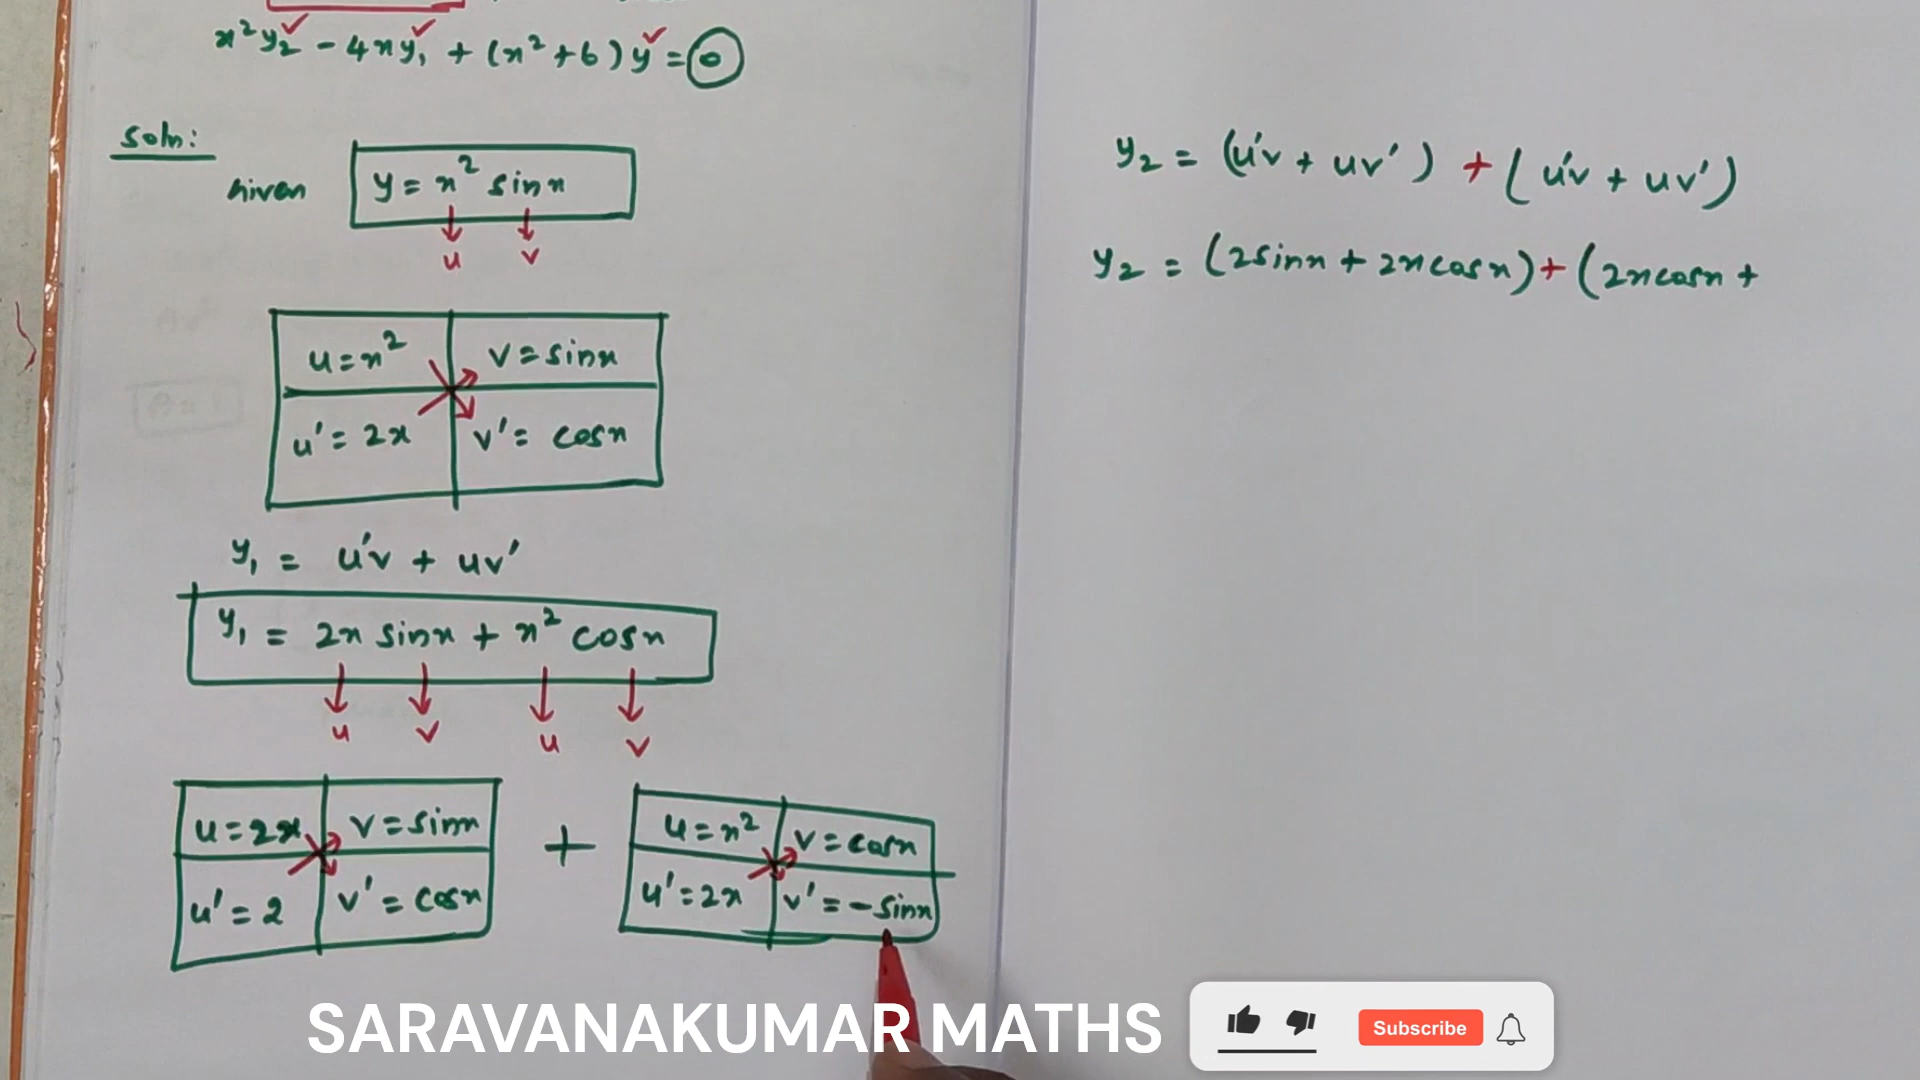 x²y₂ - 4xy₁ + (x²+6)y = 0
Soln:
Given y = x² sinx
u v
u = x² v = sinx
u' = 2x v' = cosx
y₁ = u'v + uv'
y₁ = 2x sinx + x² cosx
u v u v
u = 2x v = sinx + u = x² v = cosx
u' = 2 v' = cosx u' = 2x v' = -sinx
y₂ = (u'v + uv') + (u'v + uv')
y₂ = (2sinx + 2xcosx) + (2xcosx +
SARAVANAKUMAR MATHS
Subscribe